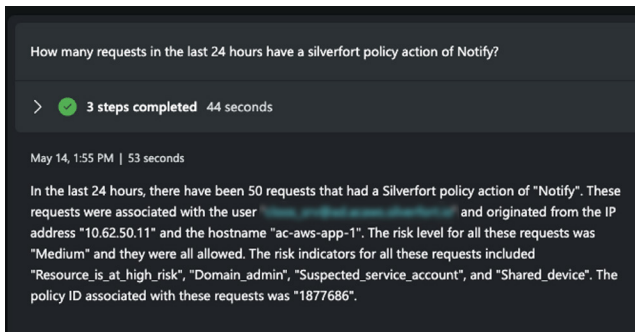 How many requests in the last 24 hours have a silverfort policy action of Notify?
3 steps completed 44 seconds
May 14, 1:55 PM | 53 seconds
In the last 24 hours, there have been 50 requests that had a Silverfort policy action of "Notify". These
requests were associated with the user " " and originated from the IP
address "10.62.50.11" and the hostname "ac-aws-app-1". The risk level for all these requests was
"Medium" and they were all allowed. The risk indicators for all these requests included
"Resource_is_at_high_risk", "Domain_admin", "Suspected_service_account", and "Shared_device". The
policy ID associated with these requests was "1877686".